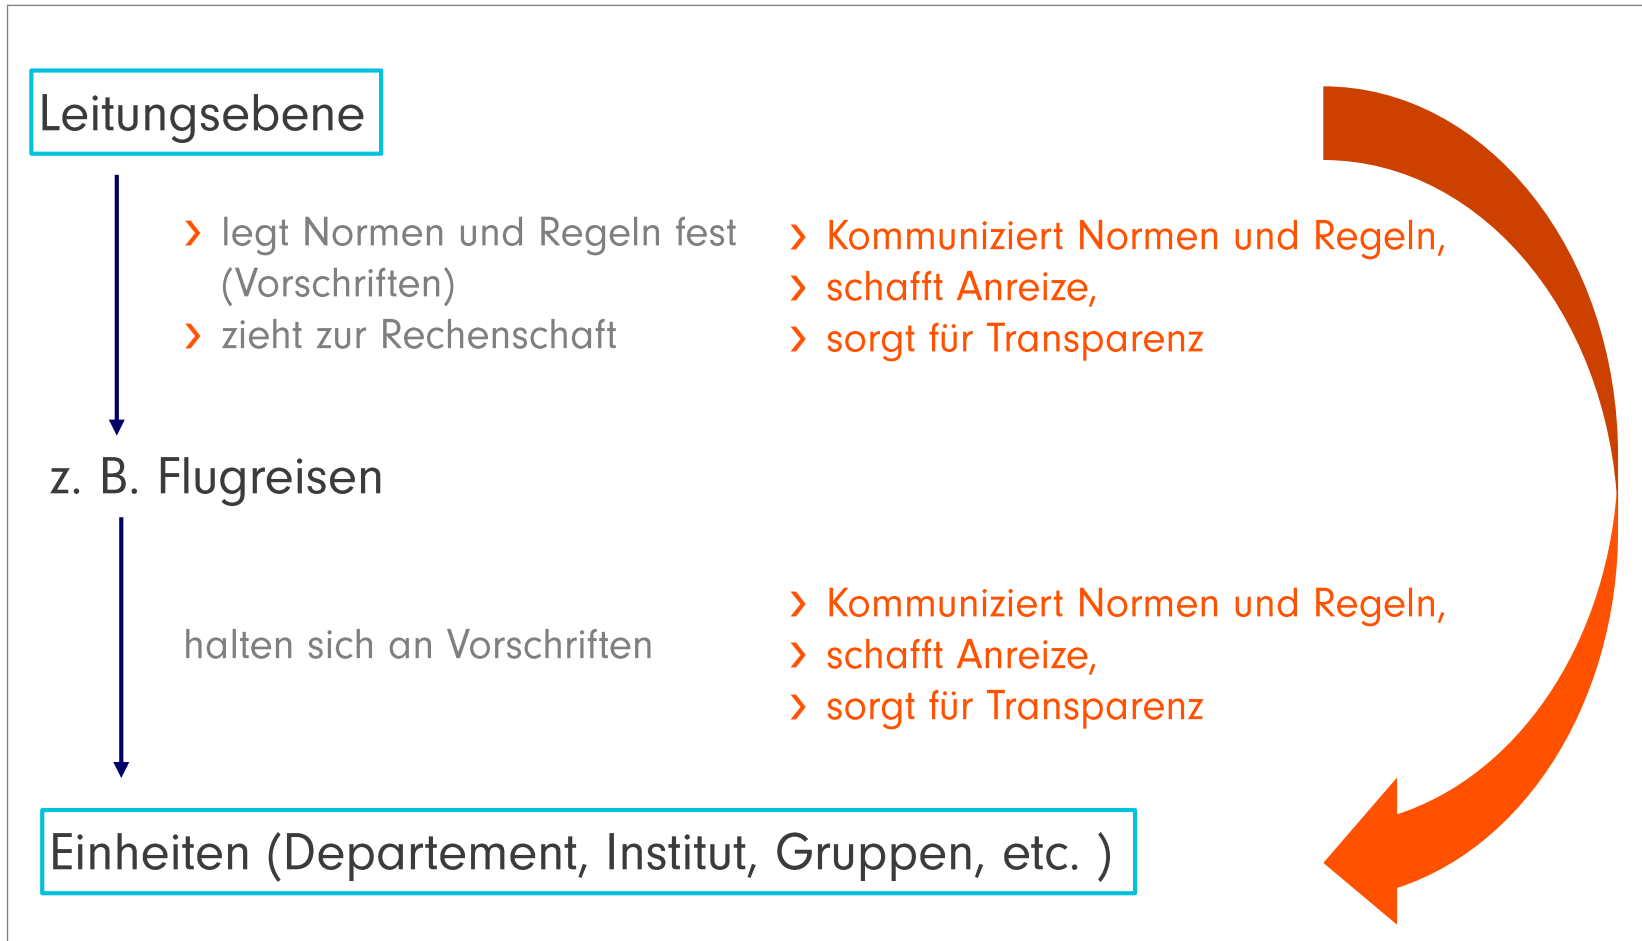 Leitungsebene
› legt Normen und Regeln fest
(Vorschriften)
› zieht zur Rechenschaft
› Kommuniziert Normen und Regeln,
› schafft Anreize,
› sorgt für Transparenz
z. B. Flugreisen
halten sich an Vorschriften
› Kommuniziert Normen und Regeln,
› schafft Anreize,
› sorgt für Transparenz
Einheiten (Departement, Institut, Gruppen, etc. )